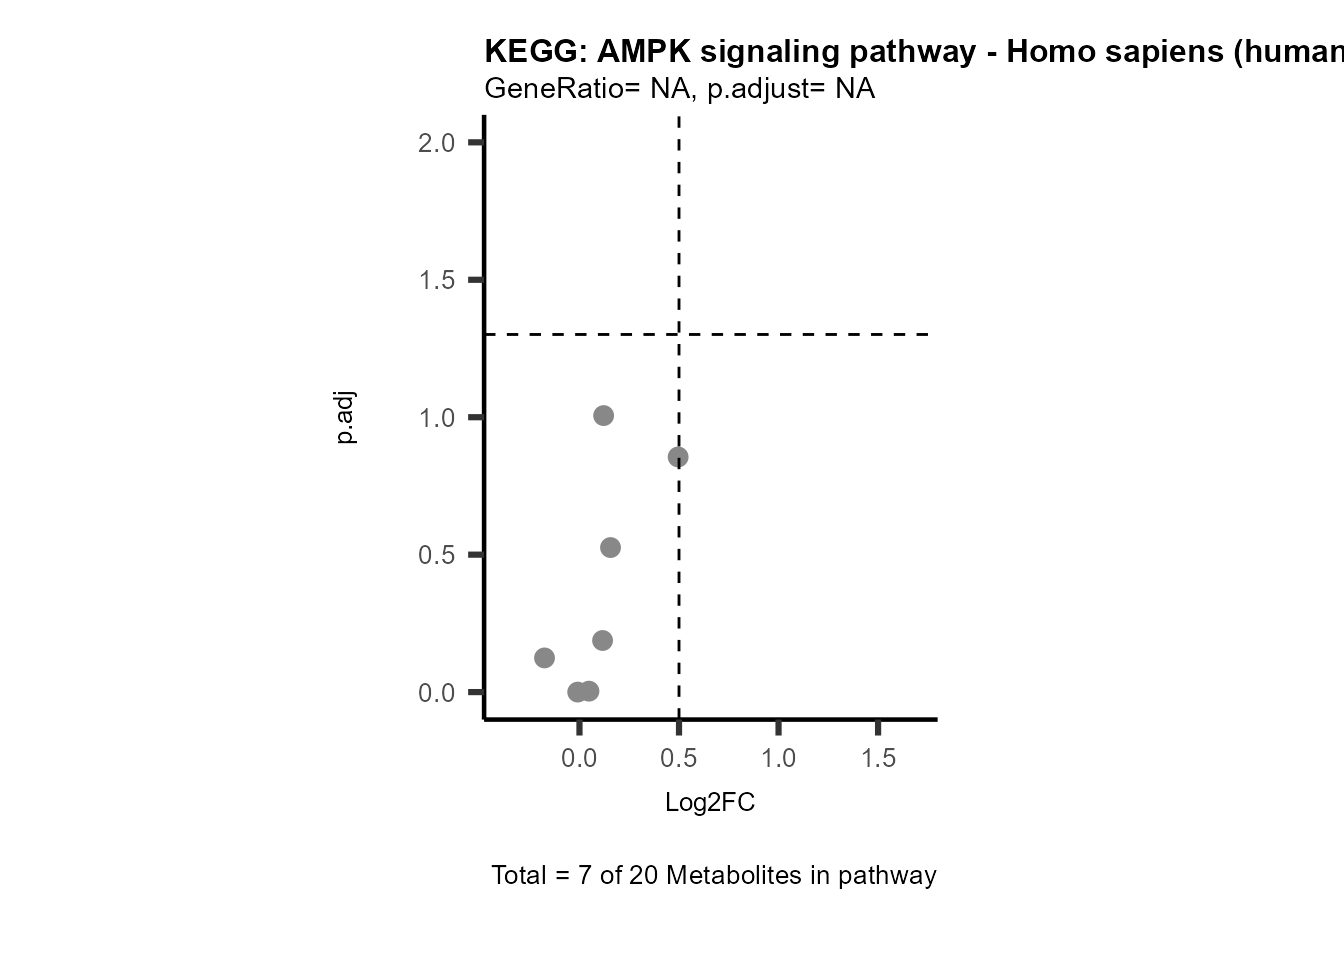 KEGG: AMPK signaling pathway - Homo sapiens (human
GeneRatio= NA, p.adjust= NA
2.0
1.5
1.0
0.5
0.0
p.adj
0.0 0.5 1.0 1.5
Log2FC
Total = 7 of 20 Metabolites in pathway